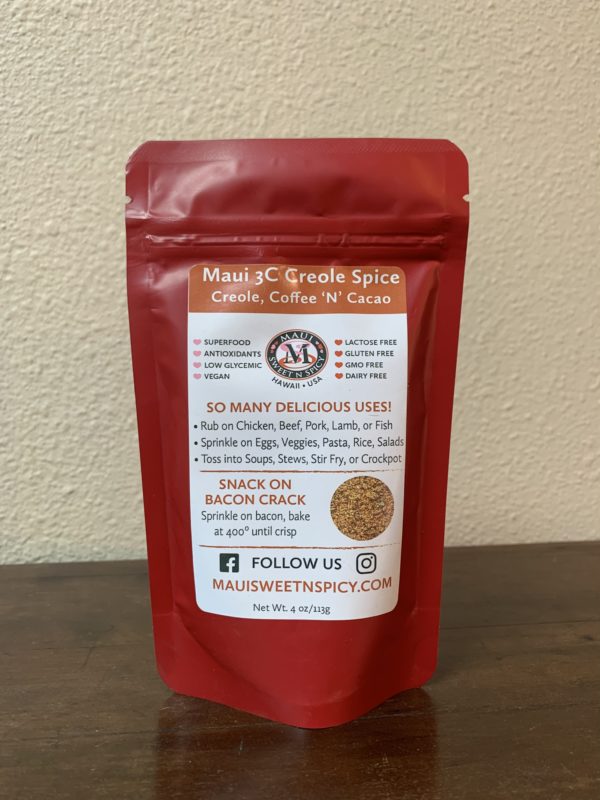 Maui 3C Creole Spice
Creole, Coffee ‘N’ Cacao
SUPERFOOD
ANTIOXIDANTS
LOW GLYCEMIC
VEGAN
MAUI
M
SWEET N SPICY
HAWAII • USA
LACTOSE FREE
GLUTEN FREE
GMO FREE
DAIRY FREE
SO MANY DELICIOUS USES!
• Rub on Chicken, Beef, Pork, Lamb, or Fish
• Sprinkle on Eggs, Veggies, Pasta, Rice, Salads
• Toss into Soups, Stews, Stir Fry, or Crockpot
SNACK ON
BACON CRACK
Sprinkle on bacon, bake
at 400° until crisp
FOLLOW US
MAUISWEETNSPICY.COM
Net Wt. 4 oz/113g